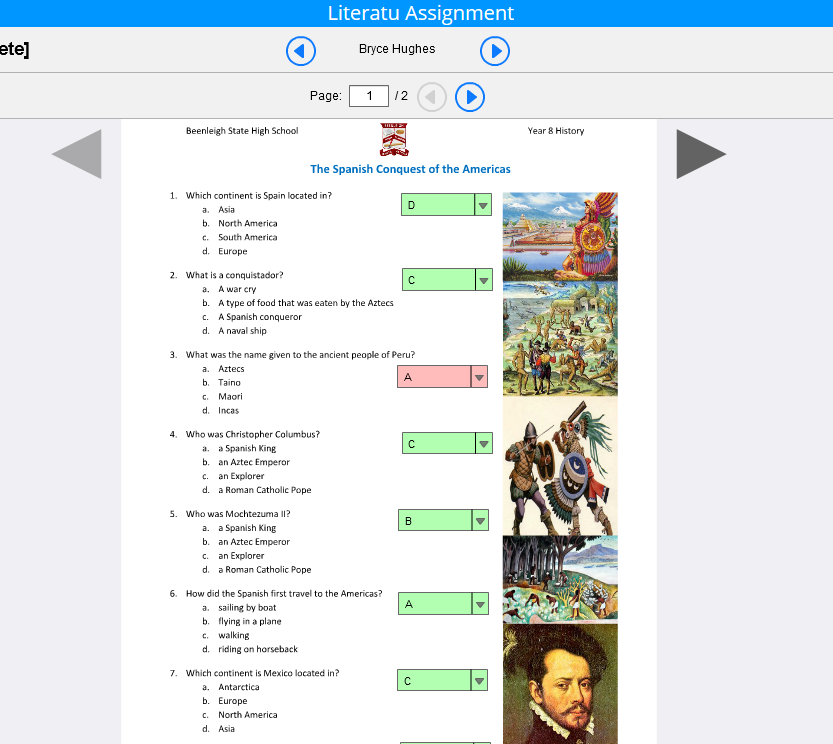 Literatu Assignment
ete]
Bryce Hughes
Page: 1 / 2
Beenleigh State High School
Year 8 History
The Spanish Conquest of the Americas
1. Which continent is Spain located in?
D
a. Asia
b. North America
c. South America
d. Europe
2. What is a conquistador?
C
a. A war cry
b. A type of food that was eaten by the Aztecs
c. A Spanish conqueror
d. A naval ship
3. What was the name given to the ancient people of Peru?
a. Aztecs
A
b. Taino
c. Maori
d. Incas
4. Who was Christopher Columbus?
C
a. a Spanish King
b. an Aztec Emperor
c. an Explorer
d. a Roman Catholic Pope
5. Who was Mochtezuma II?
B
a. a Spanish King
b. an Aztec Emperor
c. an Explorer
d. a Roman Catholic Pope
6. How did the Spanish first travel to the Americas?
A
a. sailing by boat
b. flying in a plane
c. walking
d. riding on horseback
7. Which continent is Mexico located in?
C
a. Antarctica
b. Europe
c. North America
d. Asia